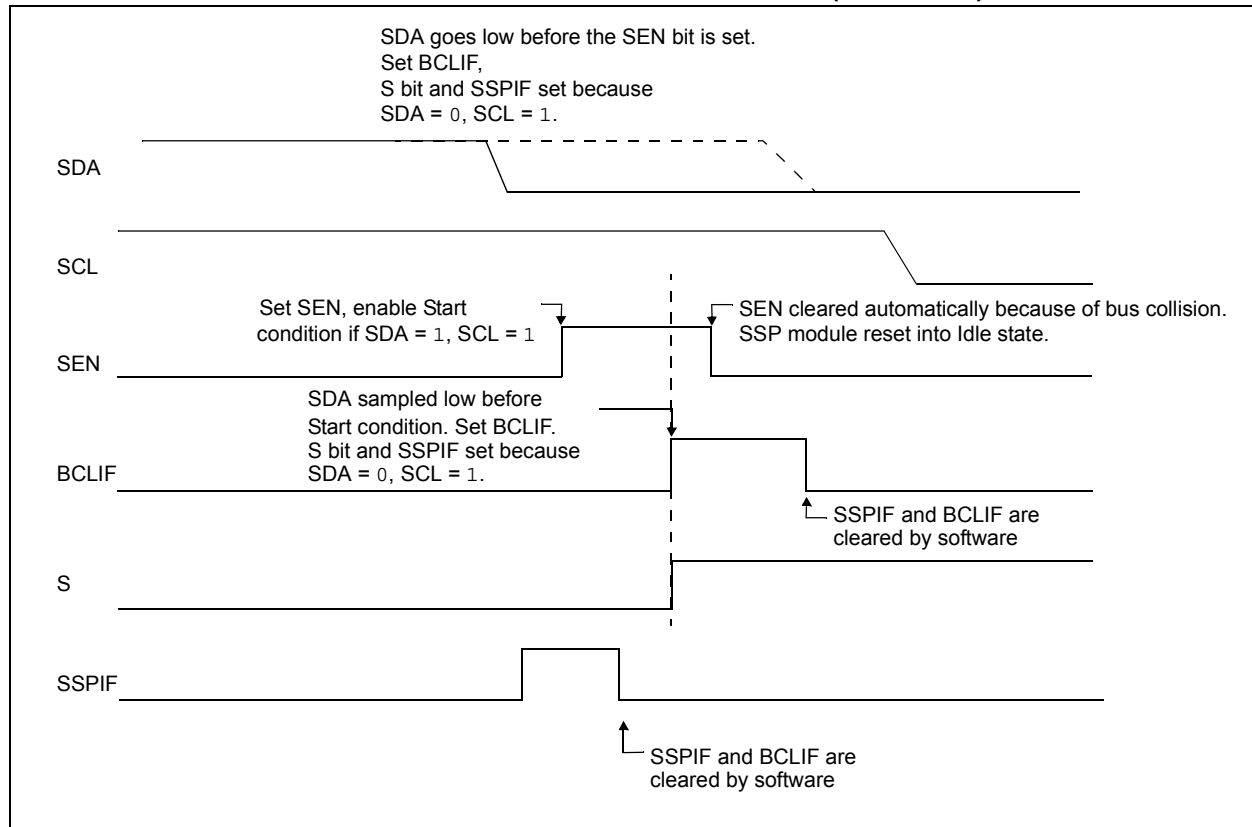 SDA goes low before the SEN bit is set.
Set BCLIF,
S bit and SSPIF set because
SDA = 0, SCL = 1.
SDA
SCL
Set SEN, enable Start
condition if SDA = 1, SCL = 1
SEN cleared automatically because of bus collision.
SSP module reset into Idle state.
SEN
SDA sampled low before
Start condition. Set BCLIF.
S bit and SSPIF set because
SDA = 0, SCL = 1.
BCLIF
SSPIF and BCLIF are
cleared by software
S
SSPIF
SSPIF and BCLIF are
cleared by software